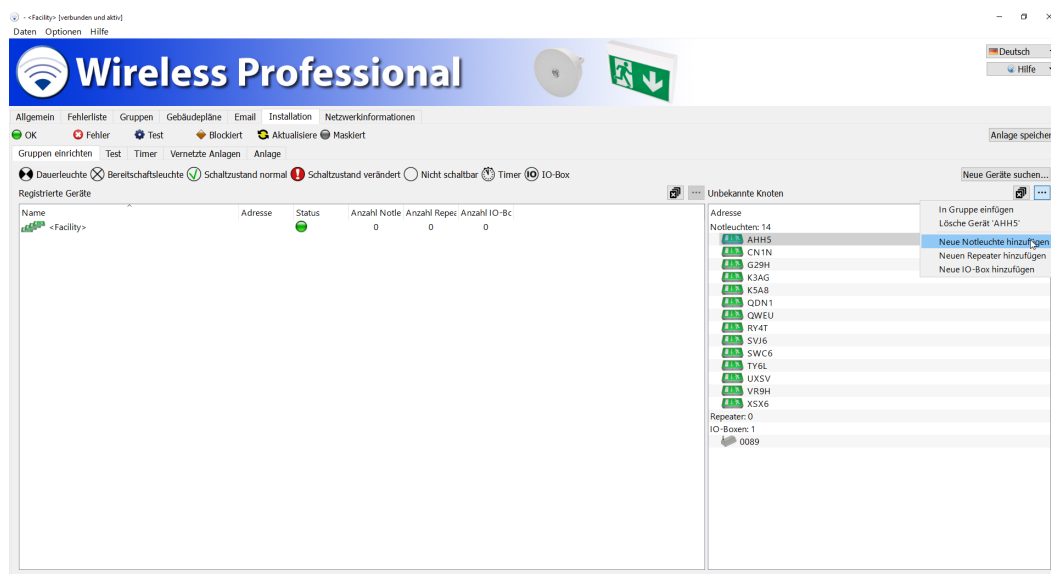 - <Facility> [verbunden und aktiv]
Daten Optionen Hilfe
Wireless Professional
Deutsch
Hilfe
Allgemein Fehlerliste Gruppen Gebäudepläne Email Installation Netzwerkinformationen
OK Fehler Test Blockiert Aktualisiere Maskiert
Anlage speicher
Gruppen einrichten Test Timer Vernetzte Anlagen Anlage
Dauerleuchte Bereitschaftsleuchte Schaltzustand normal Schaltzustand verändert Nicht schaltbar Timer IO IO-Box
Neue Geräte suchen...
Registrierte Geräte
Unbekannte Knoten
Name Adresse Status Anzahl Notle Anzahl Repea Anzahl IO-Bc
<Facility> 0 0 0
Adresse
Notleuchten: 14
AHH5
CN1N
G29H
K3AG
K5A8
QDN1
QWEU
RY4T
SVJ6
SWC6
TY6L
UXSV
VR9H
XSX6
Repeater: 0
IO-Boxen: 1
0089
In Gruppe einfügen
Lösche Gerät 'AHH5'
Neue Notleuchte hinzufügen
Neuen Repeater hinzufügen
Neue IO-Box hinzufügen